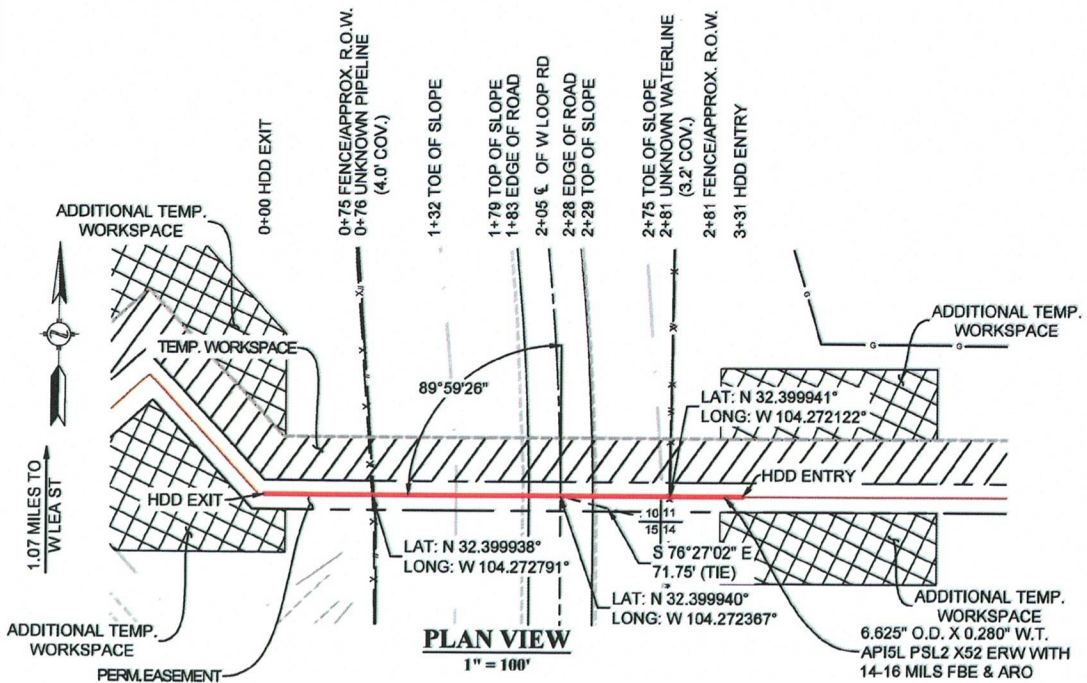 0+00 HDD EXIT
0+75 FENCE/APPROX. R.O.W.
0+76 UNKNOWN PIPELINE
(4.0' COV.)
1+32 TOE OF SLOPE
1+79 TOP OF SLOPE
1+83 EDGE OF ROAD
2+05 ℄ OF W LOOP RD
2+28 EDGE OF ROAD
2+29 TOP OF SLOPE
2+75 TOE OF SLOPE
2+81 UNKNOWN WATERLINE
(3.2' COV.)
2+81 FENCE/APPROX. R.O.W.
3+31 HDD ENTRY
ADDITIONAL TEMP.
WORKSPACE
ADDITIONAL TEMP.
WORKSPACE
TEMP. WORKSPACE
89°59'26"
LAT: N 32.399941°
LONG: W 104.272122°
G
G
G
X
X
X
X
X
X
X
X
HDD EXIT
HDD ENTRY
10 11
15 14
1.07 MILES TO
W LEA ST
LAT: N 32.399938°
LONG: W 104.272791°
S 76°27'02" E
71.75' (TIE)
LAT: N 32.399940°
LONG: W 104.272367°
ADDITIONAL TEMP.
WORKSPACE
ADDITIONAL TEMP.
WORKSPACE
PERM. EASEMENT
6.625" O.D. X 0.280" W.T.
API5L PSL2 X52 ERW WITH
14-16 MILS FBE & ARO
PLAN VIEW
1" = 100'